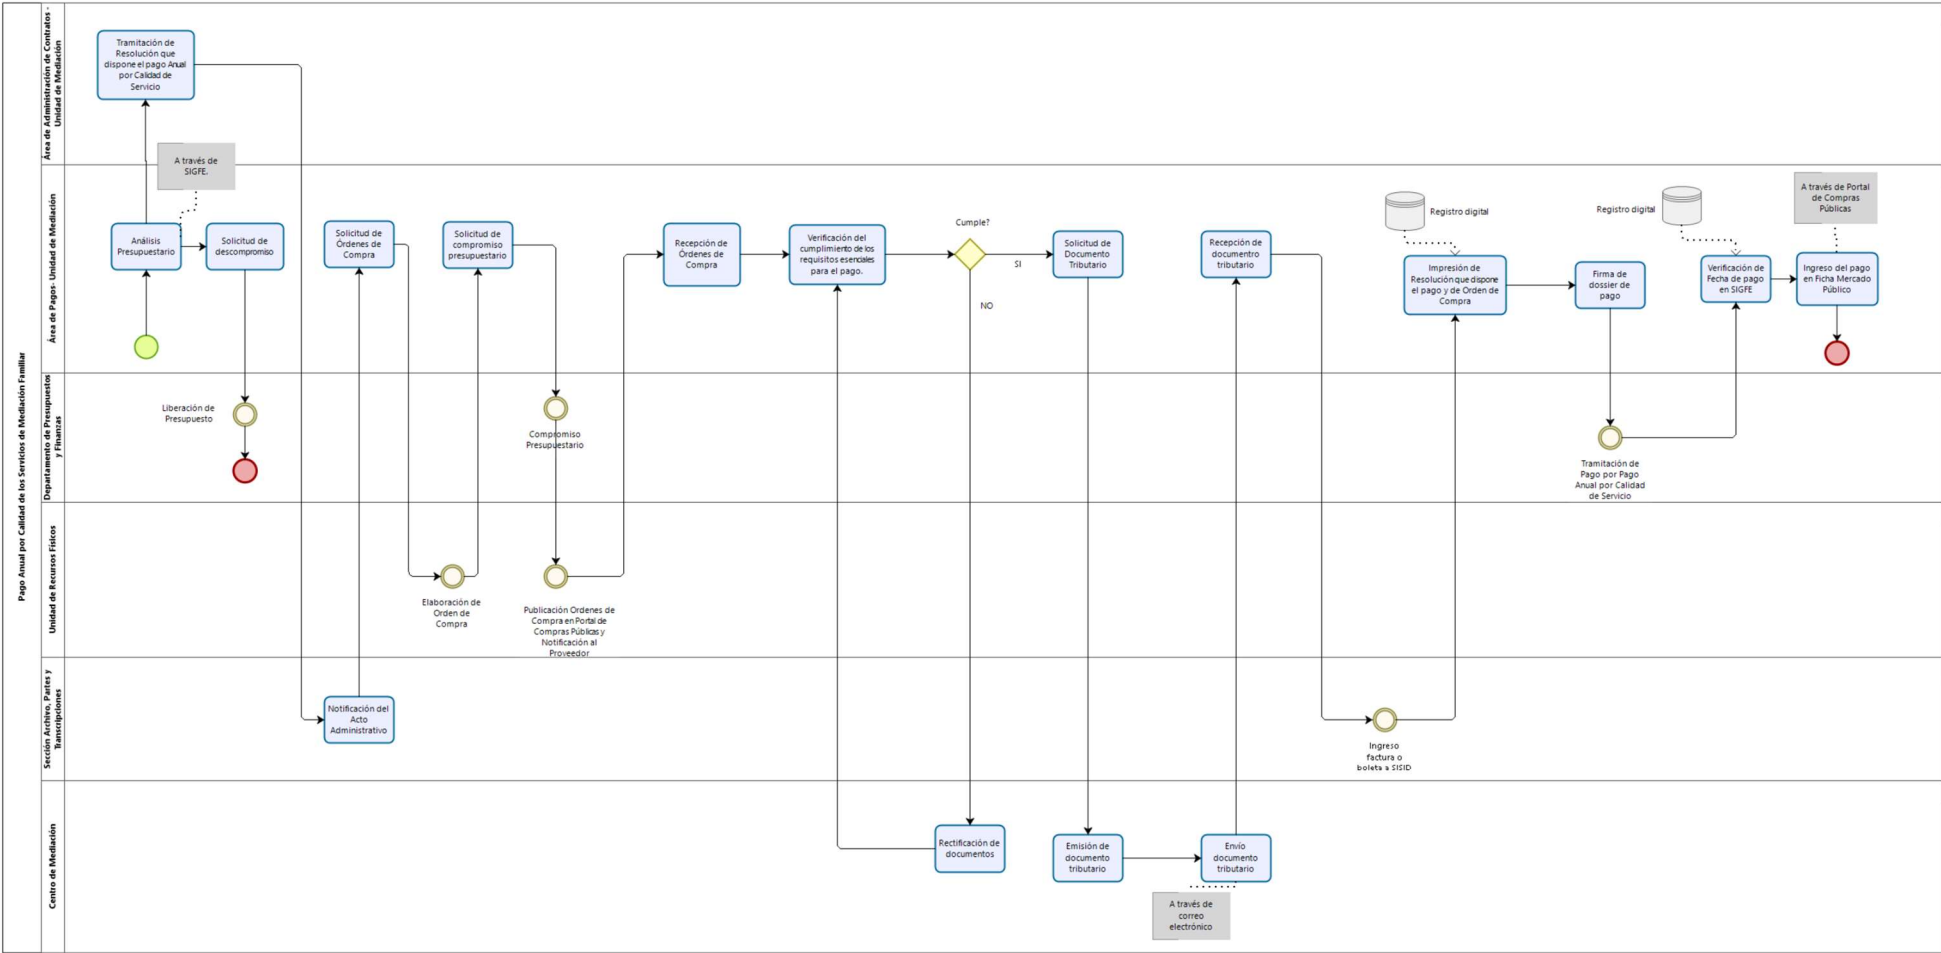 Pago Anual por Calidad de los Servicios de Mediación Familiar
Área de Administración de Contratos -
Unidad de Mediación
Tramitación de
Resolución que
dispone el pago Anual
por Calidad de
Servicio
Área de Pagos- Unidad de Mediación
A través de
SIGFE.
Análisis
Presupuestario
Solicitud de
descompromiso
Solicitud de
Órdenes de
Compra
Solicitud de
compromiso
presupuestario
Recepción de
Órdenes de
Compra
Verificación del
cumplimiento de los
requisitos esenciales
para el pago.
Cumple?
SI
NO
Solicitud de
Documento
Tributario
Recepción de
documentro
tributario
Registro digital
Impresión de
Resolución que dispone
el pago y de Orden de
Compra
Firma de
dossier de
pago
Registro digital
Verificación de
Fecha de pago
en SIGFE
A través de Portal
de Compras
Públicas
Ingreso del pago
en Ficha Mercado
Público
Departamento de Presupuestos
y Finanzas
Liberación de
Presupuesto
Compromiso
Presupuestario
Tramitación de
Pago por Pago
Anual por Calidad
de Servicio
Unidad de Recursos Físicos
Elaboración de
Orden de
Compra
Publicación Ordenes de
Compra en Portal de
Compras Públicas y
Notificación al
Proveedor
Sección Archivo, Partes y
Transcripciones
Notificación del
Acto
Administrativo
Ingreso
factura o
boleta a SISID
Centro de Mediación
Rectificación de
documentos
Emisión de
documento
tributario
Envío
documento
tributario
A través de
correo
electrónico